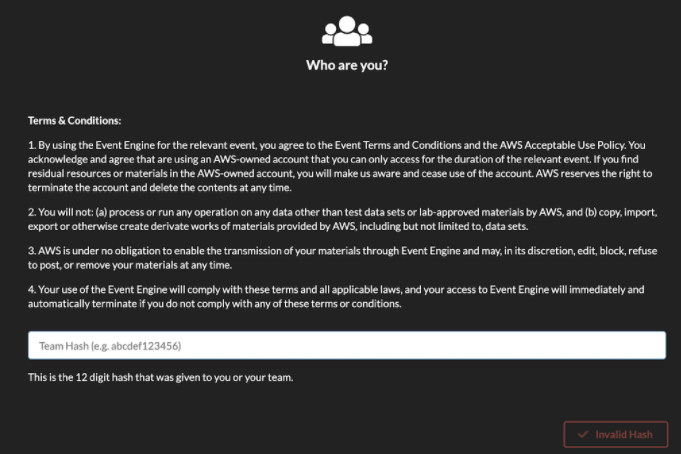 Who are you?
Terms & Conditions:
1. By using the Event Engine for the relevant event, you agree to the Event Terms and Conditions and the AWS Acceptable Use Policy. You
acknowledge and agree that are using an AWS-owned account that you can only access for the duration of the relevant event. If you find
residual resources or materials in the AWS-owned account, you will make us aware and cease use of the account. AWS reserves the right to
terminate the account and delete the contents at any time.
2. You will not: (a) process or run any operation on any data other than test data sets or lab-approved materials by AWS, and (b) copy, import,
export or otherwise create derivate works of materials provided by AWS, including but not limited to, data sets.
3. AWS is under no obligation to enable the transmission of your materials through Event Engine and may, in its discretion, edit, block, refuse
to post, or remove your materials at any time.
4. Your use of the Event Engine will comply with these terms and all applicable laws, and your access to Event Engine will immediately and
automatically terminate if you do not comply with any of these terms or conditions.
Team Hash (e.g. abcdef123456)
This is the 12 digit hash that was given to you or your team.
Invalid Hash